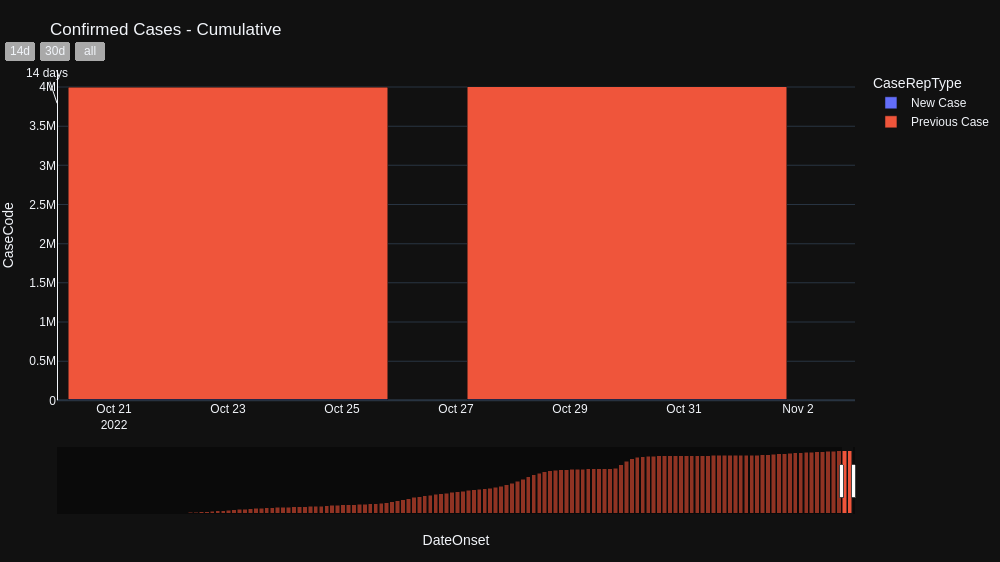 Confirmed Cases - Cumulative
14d 30d all
14 days
4M
3.5M
3M
2.5M
2M
1.5M
1M
0.5M
0
CaseCode
Oct 21 Oct 23 Oct 25 Oct 27 Oct 29 Oct 31 Nov 2
2022
DateOnset
CaseRepType
New Case
Previous Case